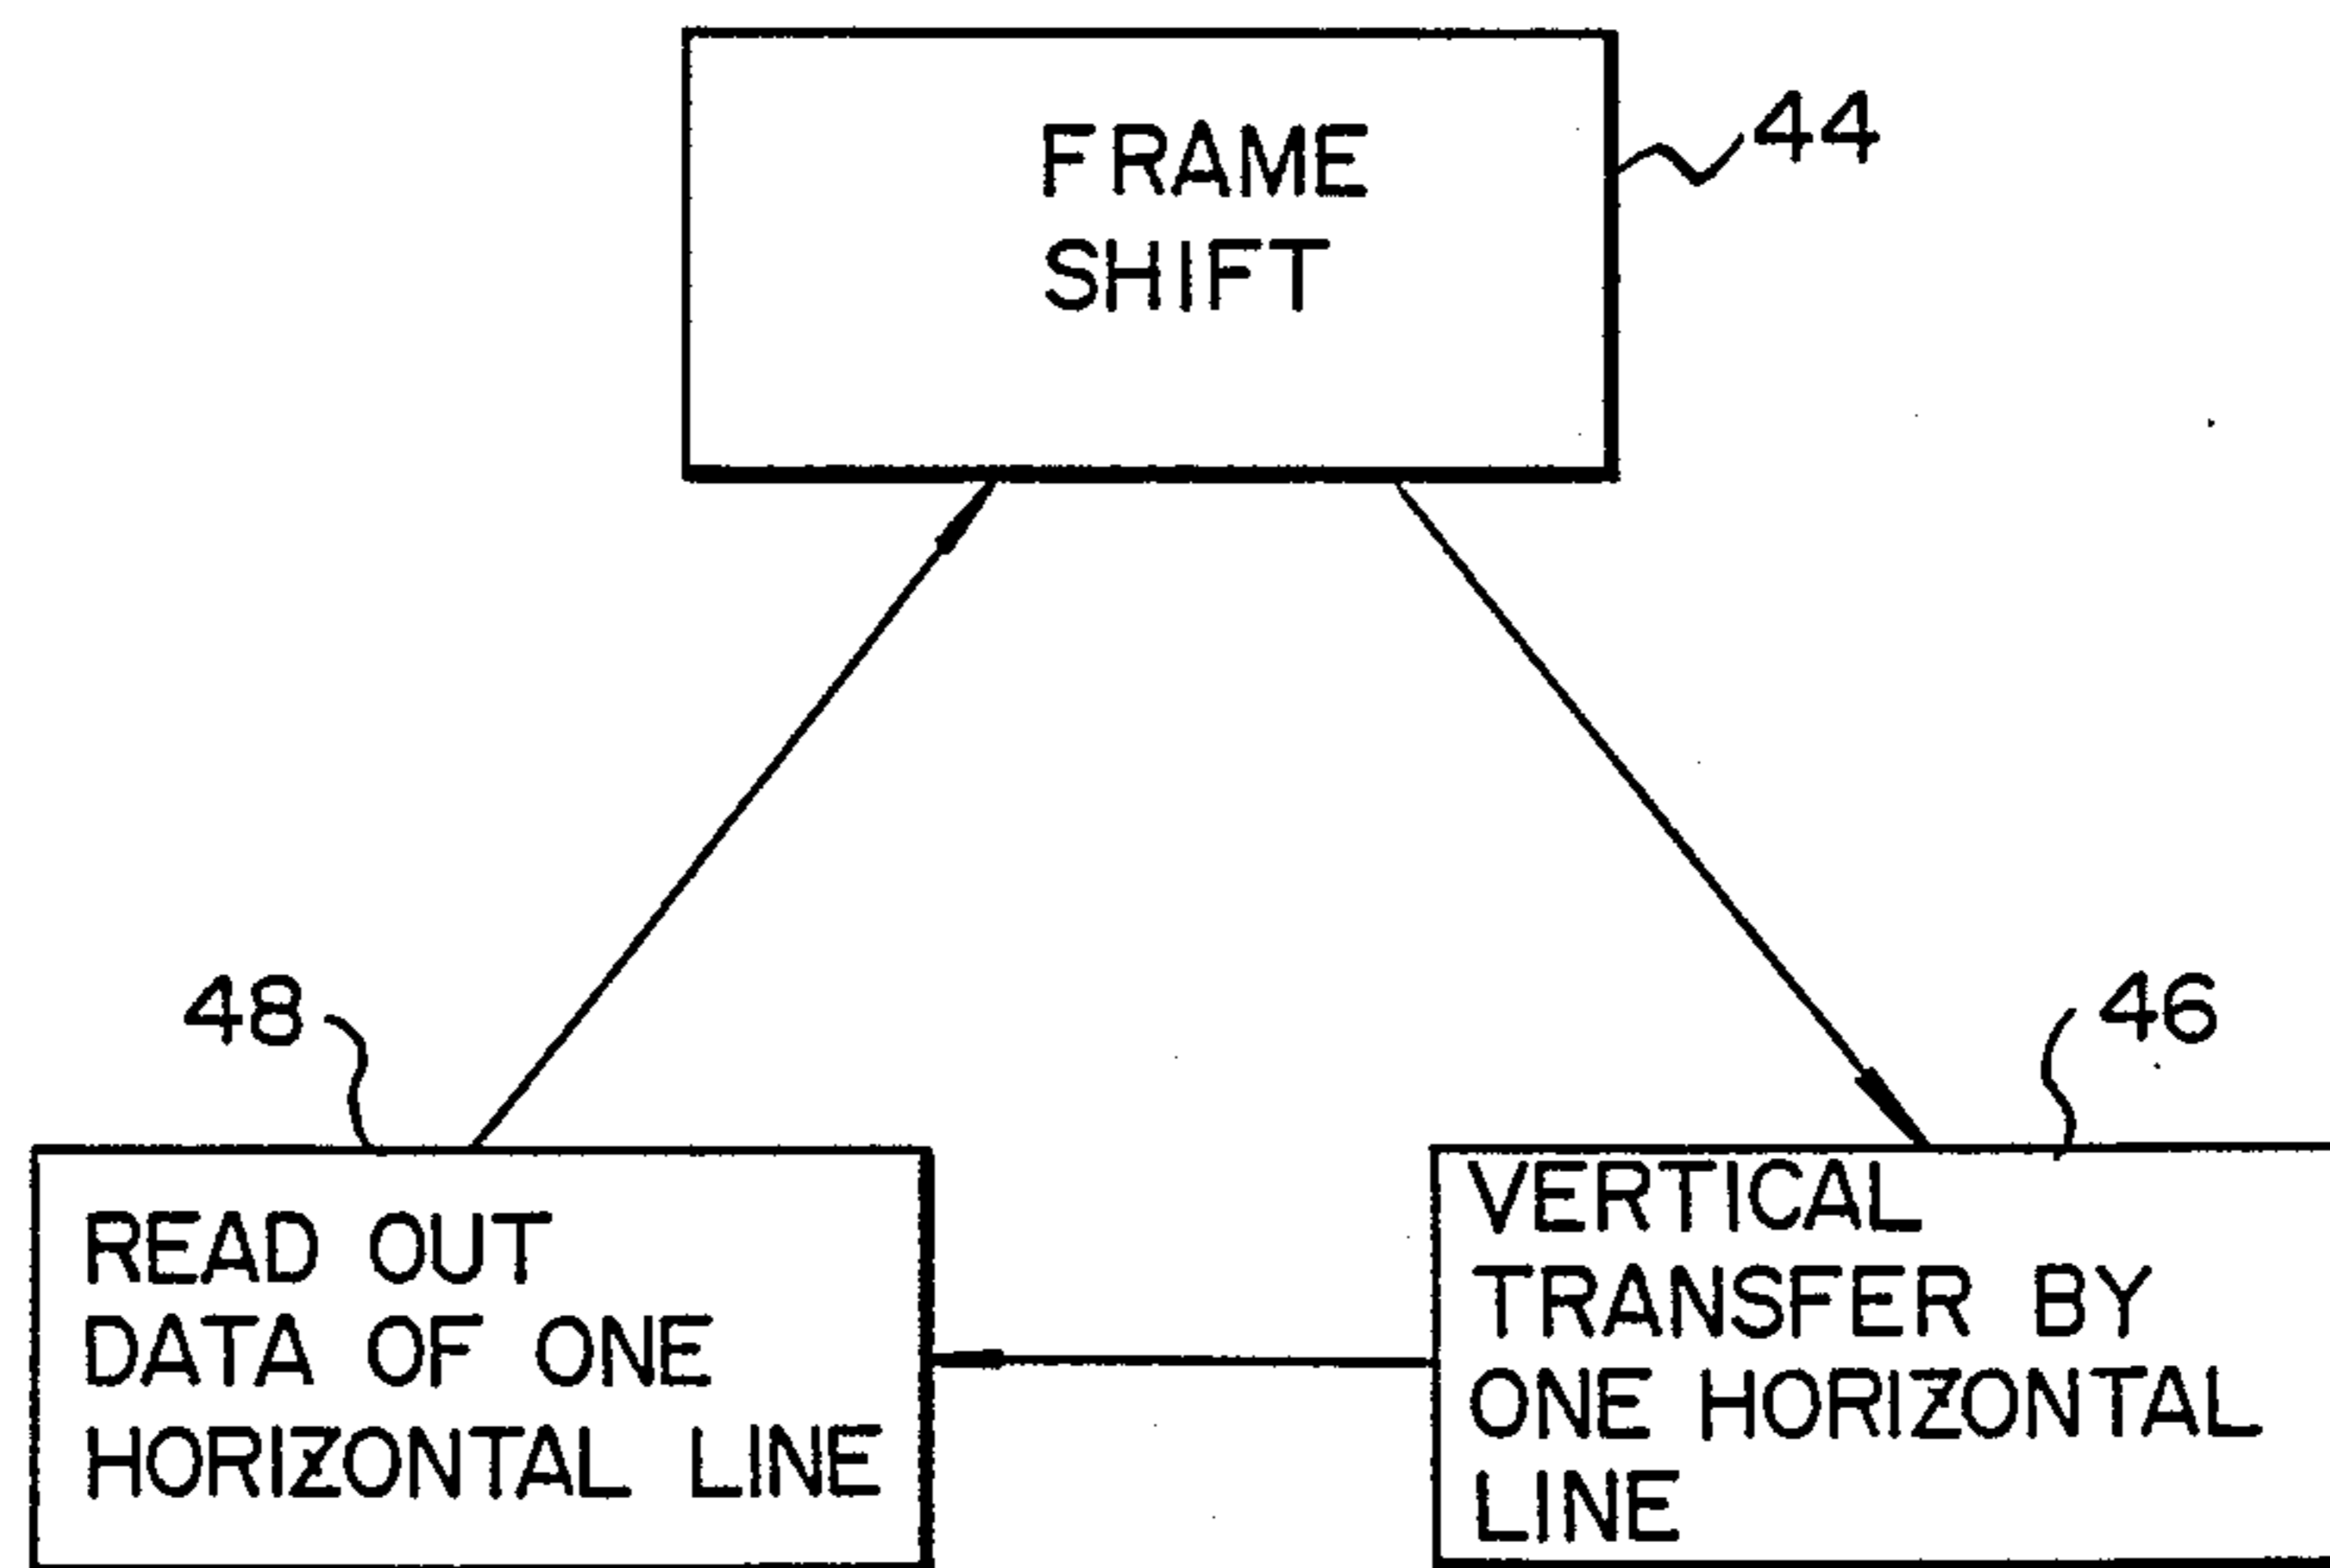 FRAME
SHIFT
44
48
46
READ OUT
DATA OF ONE
HORIZONTAL LINE
VERTICAL
TRANSFER BY
ONE HORIZONTAL
LINE